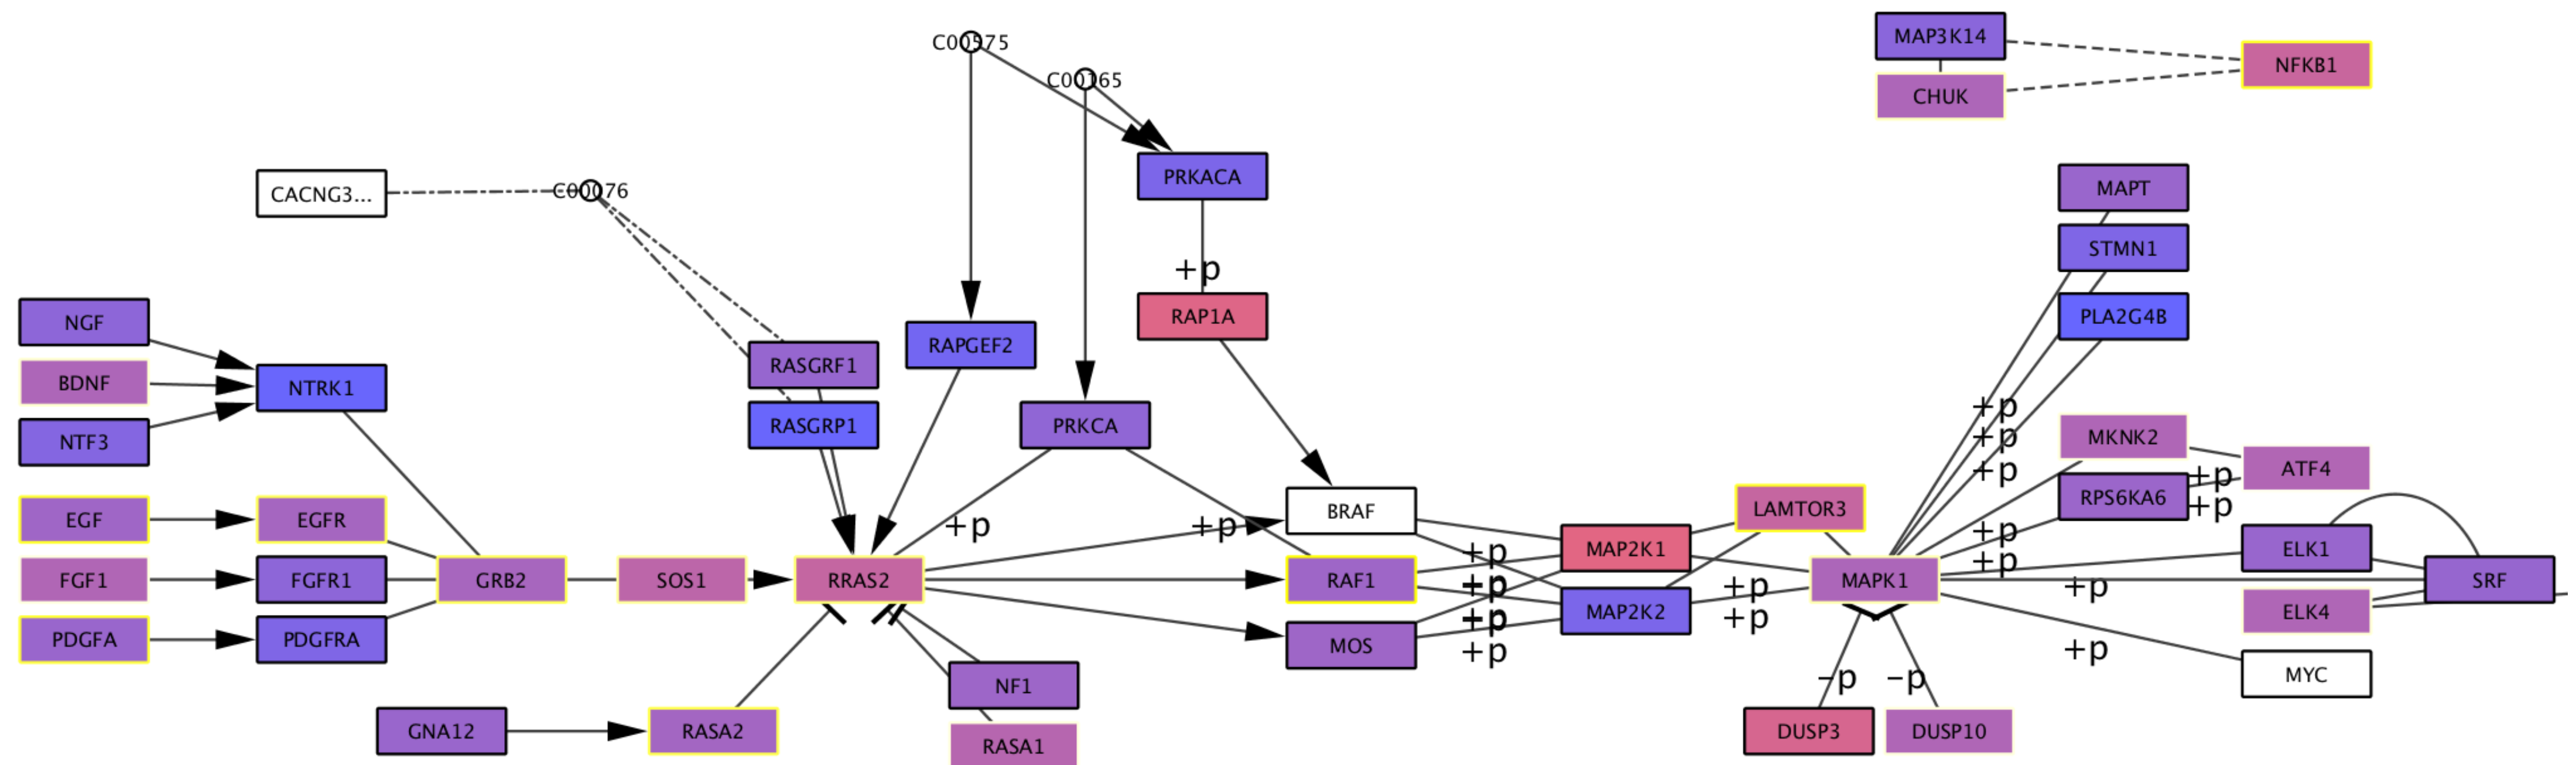 C00575
MAP3K14
NFKB1
C00165
CHUK
CACNG3...
C00076
PRKACA
MAPT
STMN1
+p
NGF
RAP1A
PLA2G4B
RAPGEF2
RASGRF1
BDNF
NTRK1
+p
RASGRP1
PRKCA
NTF3
+p
MKNK2
+p
ATF4
+p
RPS6KA6
+p
EGF
EGFR
+p
+p
BRAF
LAMTOR3
+p
+p
MAP2K1
ELK1
FGF1
FGFR1
GRB2
SOS1
RRAS2
RAF1
+p
+p
MAPK1
SRF
+p
+p
MAP2K2
+p
ELK4
PDGFA
PDGFRA
MOS
+p
+p
+p
+p
MYC
NF1
-p
-p
GNA12
RASA2
RASA1
DUSP3
DUSP10